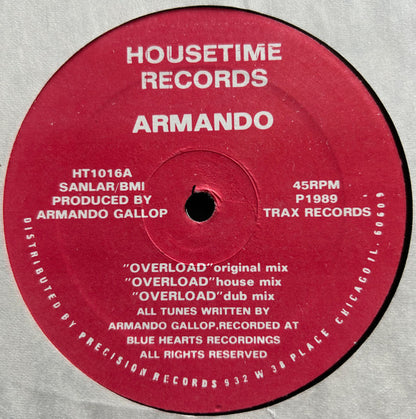 HOUSETIME
RECORDS
ARMANDO
HT1016A
SANLAR/BMI
PRODUCED BY
ARMANDO GALLOP
45RPM
P1989
TRAX RECORDS
"OVERLOAD"original mix
"OVERLOAD"house mix
"OVERLOAD"dub mix
ALL TUNES WRITTEN BY
ARMANDO GALLOP,RECORDED AT
BLUE HEARTS RECORDINGS
ALL RIGHTS RESERVED
DISTRIBUTED BY PRECISION RECORDS 932 W 38 PLACE CHICAGO IL. 60609